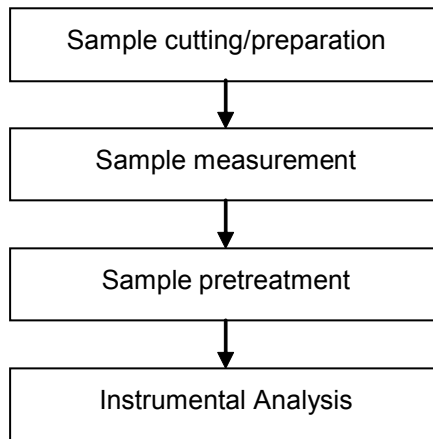 Sample cutting/preparation
Sample measurement
Sample pretreatment
Instrumental Analysis